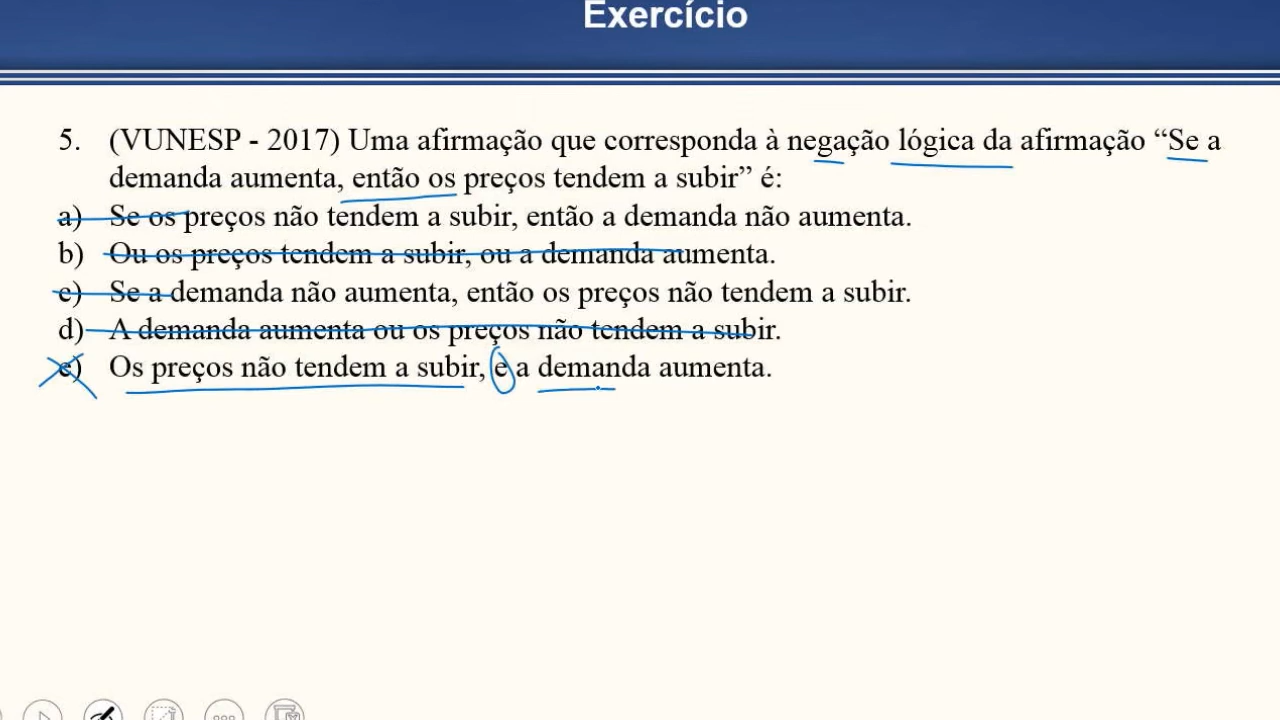 Exercício
5. (VUNESP - 2017) Uma afirmação que corresponda à negação lógica da afirmação “Se a
demanda aumenta, então os preços tendem a subir” é:
a) Se os preços não tendem a subir, então a demanda não aumenta.
b) Ou os preços tendem a subir, ou a demanda aumenta.
c) Se a demanda não aumenta, então os preços não tendem a subir.
d) A demanda aumenta ou os preços não tendem a subir.
e) Os preços não tendem a subir, e a demanda aumenta.